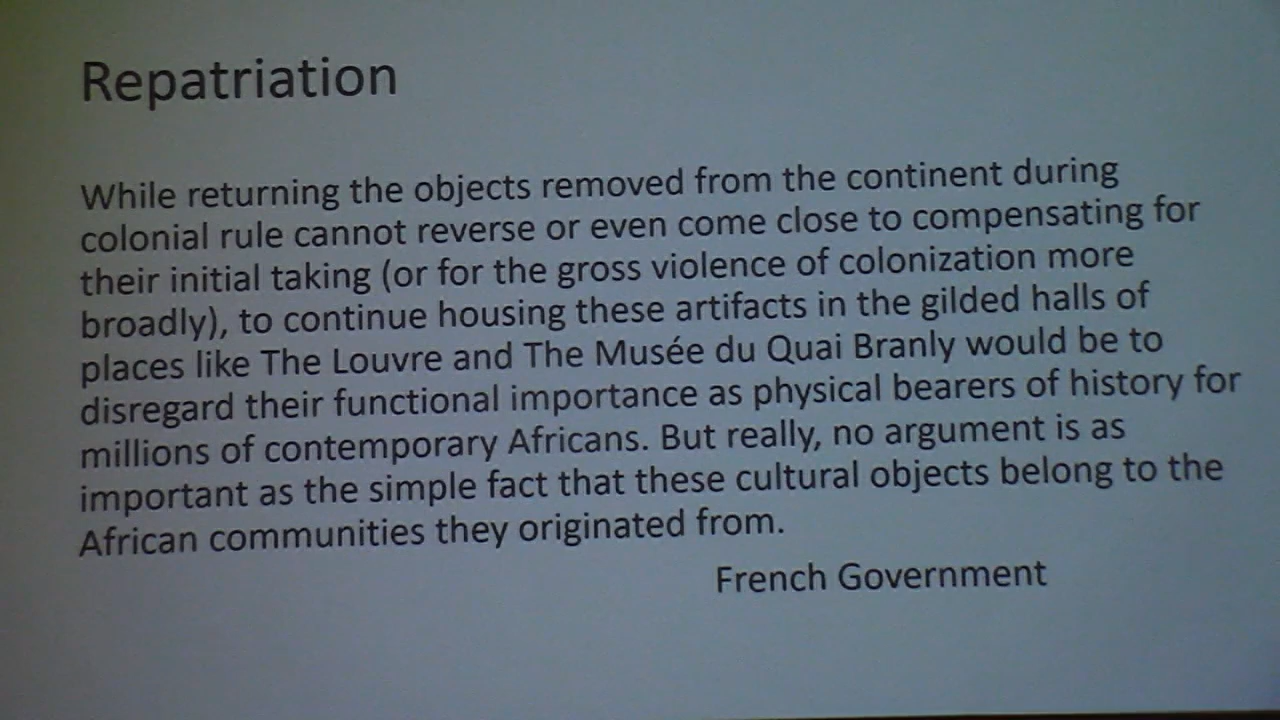 Repatriation
While returning the objects removed from the continent during
colonial rule cannot reverse or even come close to compensating for
their initial taking (or for the gross violence of colonization more
broadly), to continue housing these artifacts in the gilded halls of
places like The Louvre and The Musée du Quai Branly would be to
disregard their functional importance as physical bearers of history for
millions of contemporary Africans. But really, no argument is as
important as the simple fact that these cultural objects belong to the
African communities they originated from.
French Government